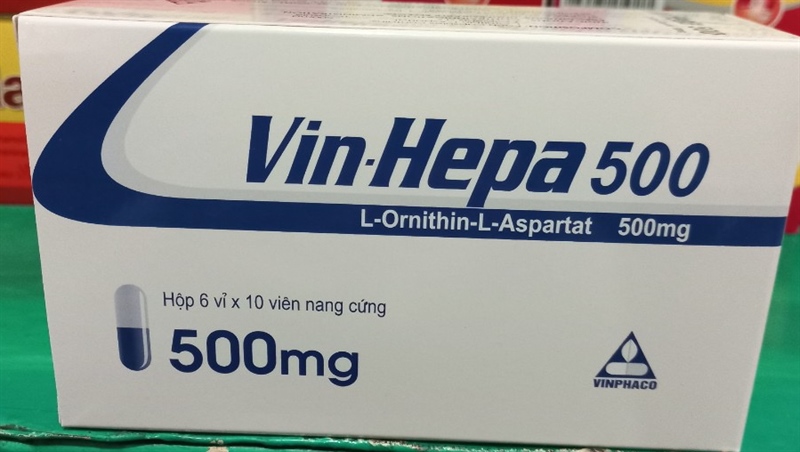 Vin-Hepa 500
L-Ornithin-L-Aspartat 500mg
Hộp 6 vỉ x 10 viên nang cứng
500mg
VINPHACO